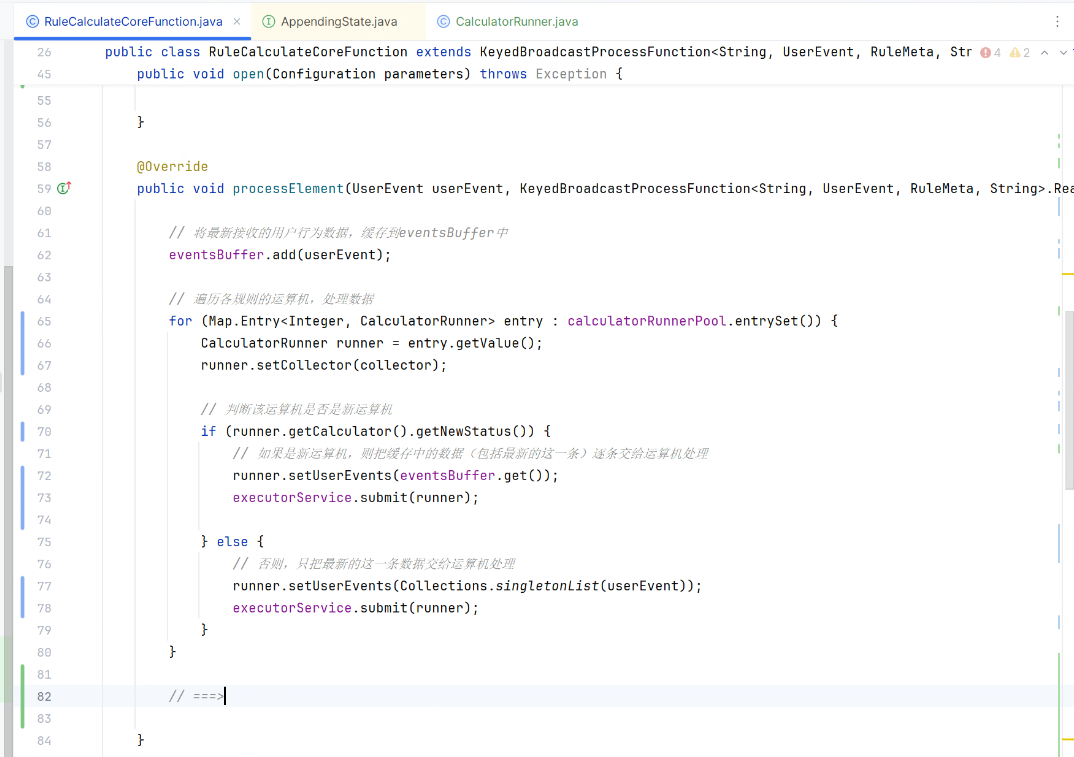 RuleCalculateCoreFunction.java × AppendingState.java CalculatorRunner.java
26 public class RuleCalculateCoreFunction extends KeyedBroadcastProcessFunction<String, UserEvent, RuleMeta, Str 4 2
45 public void open(Configuration parameters) throws Exception {
55
56 }
57
58 @Override
59 public void processElement(UserEvent userEvent, KeyedBroadcastProcessFunction<String, UserEvent, RuleMeta, String>.Rea
60
61 // 将最新接收的用户行为数据，缓存到eventsBuffer中
62 eventsBuffer.add(userEvent);
63
64 // 遍历各规则的运算机，处理数据
65 for (Map.Entry<Integer, CalculatorRunner> entry : calculatorRunnerPool.entrySet()) {
66 CalculatorRunner runner = entry.getValue();
67 runner.setCollector(collector);
68
69 // 判断该运算机是否是新运算机
70 if (runner.getCalculator().getNewStatus()) {
71 // 如果是新运算机，则把缓存中的数据（包括最新的这一条）逐条交给运算机处理
72 runner.setUserEvents(eventsBuffer.get());
73 executorService.submit(runner);
74
75 } else {
76 // 否则，只把最新的这一条数据交给运算机处理
77 runner.setUserEvents(Collections.singletonList(userEvent));
78 executorService.submit(runner);
79 }
80 }
81
82 // ===>
83
84 }